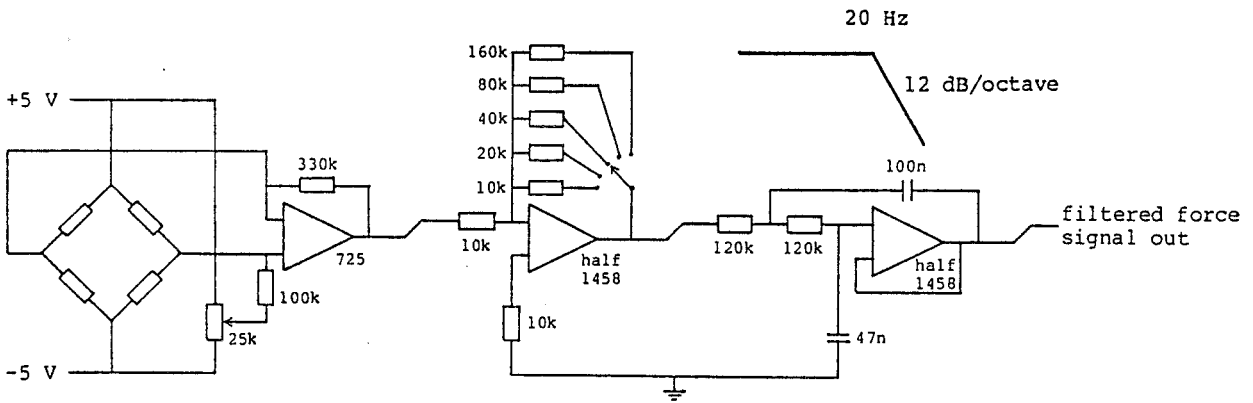 20 Hz
12 dB/octave
+5 V
-5 V
330k
725
100k
25k
160k
80k
40k
20k
10k
10k
half
1458
10k
120k
120k
100n
half
1458
47n
filtered force
signal out